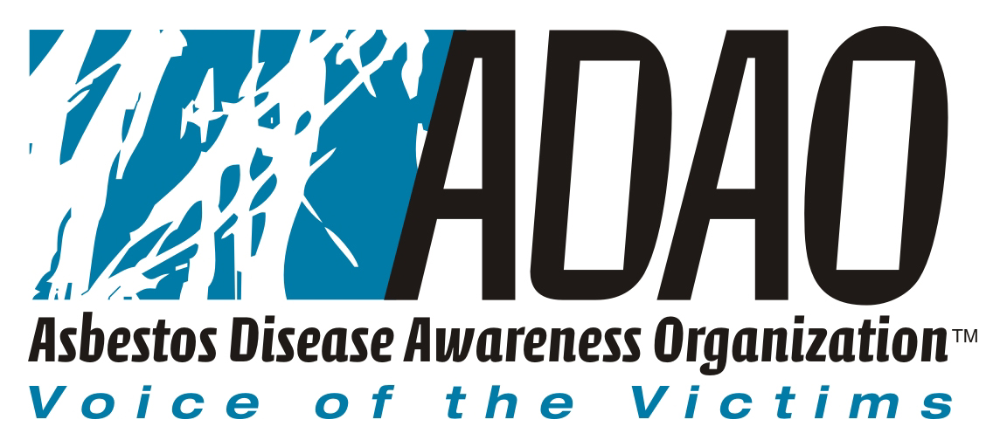 ADAO
Asbestos Disease Awareness Organization™
Voice of the Victims